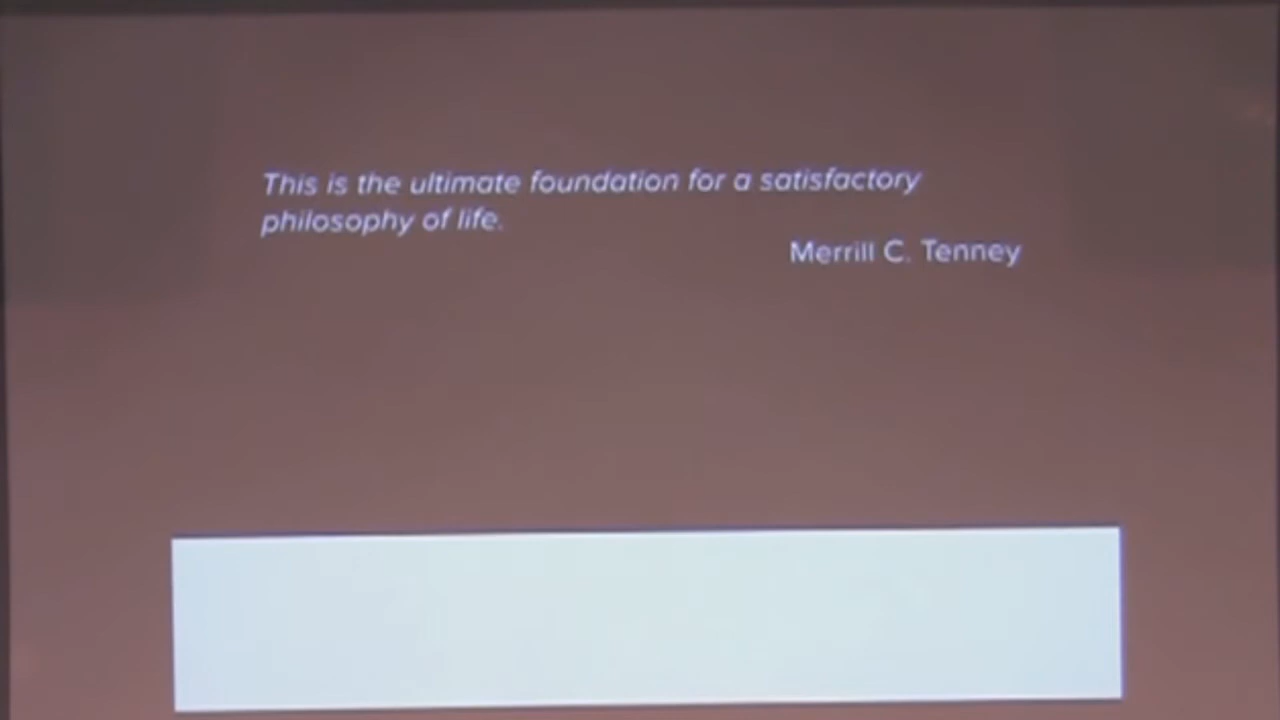 This is the ultimate foundation for a satisfactory
philosophy of life.
Merrill C. Tenney